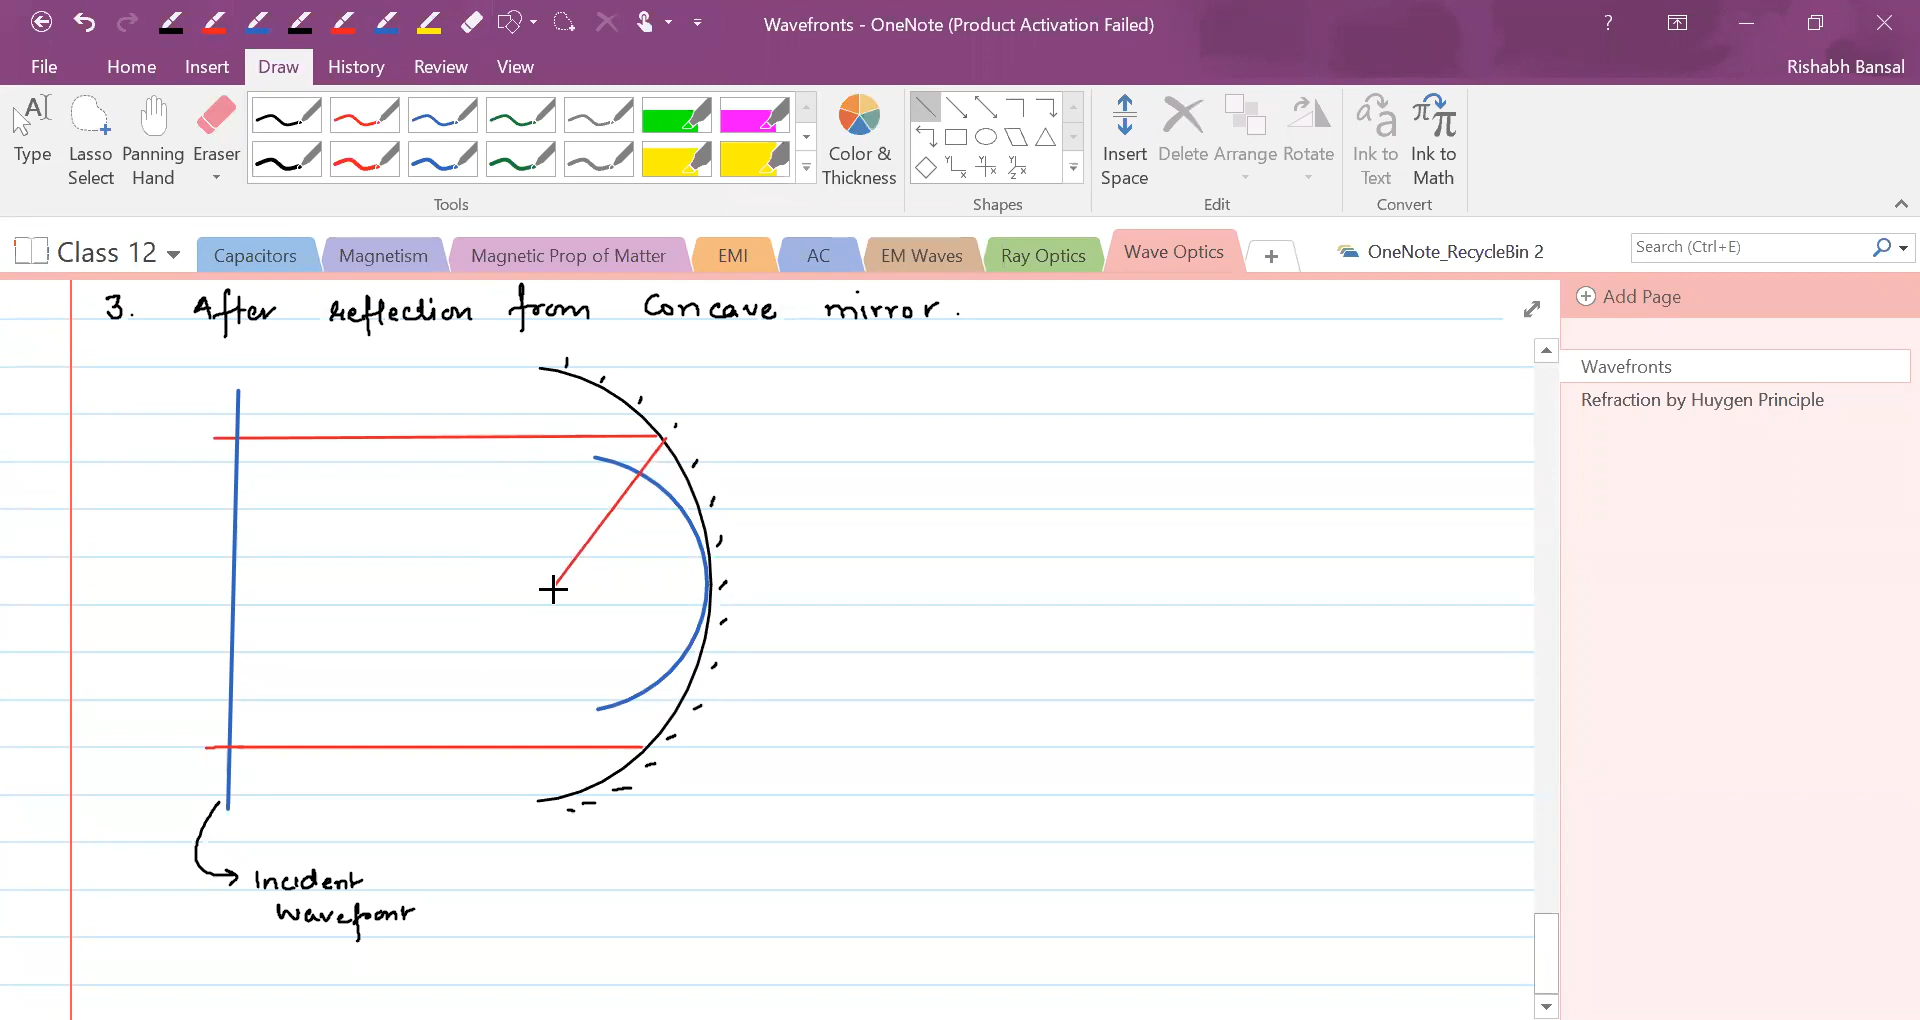 Wavefronts - OneNote (Product Activation Failed)
?
File Home Insert Draw History Review View
Rishabh Bansal
Type
Lasso Select
Panning Hand
Eraser
Color & Thickness
Insert Space
Delete
Arrange
Rotate
Ink to Text
Ink to Math
Tools
Shapes
Edit
Convert
Class 12
Capacitors
Magnetism
Magnetic Prop of Matter
EMI
AC
EM Waves
Ray Optics
Wave Optics
OneNote_RecycleBin 2
Search (Ctrl+E)
Add Page
Wavefronts
Refraction by Huygen Principle
3. After reflection from Concave mirror.
Incident
Wavefront